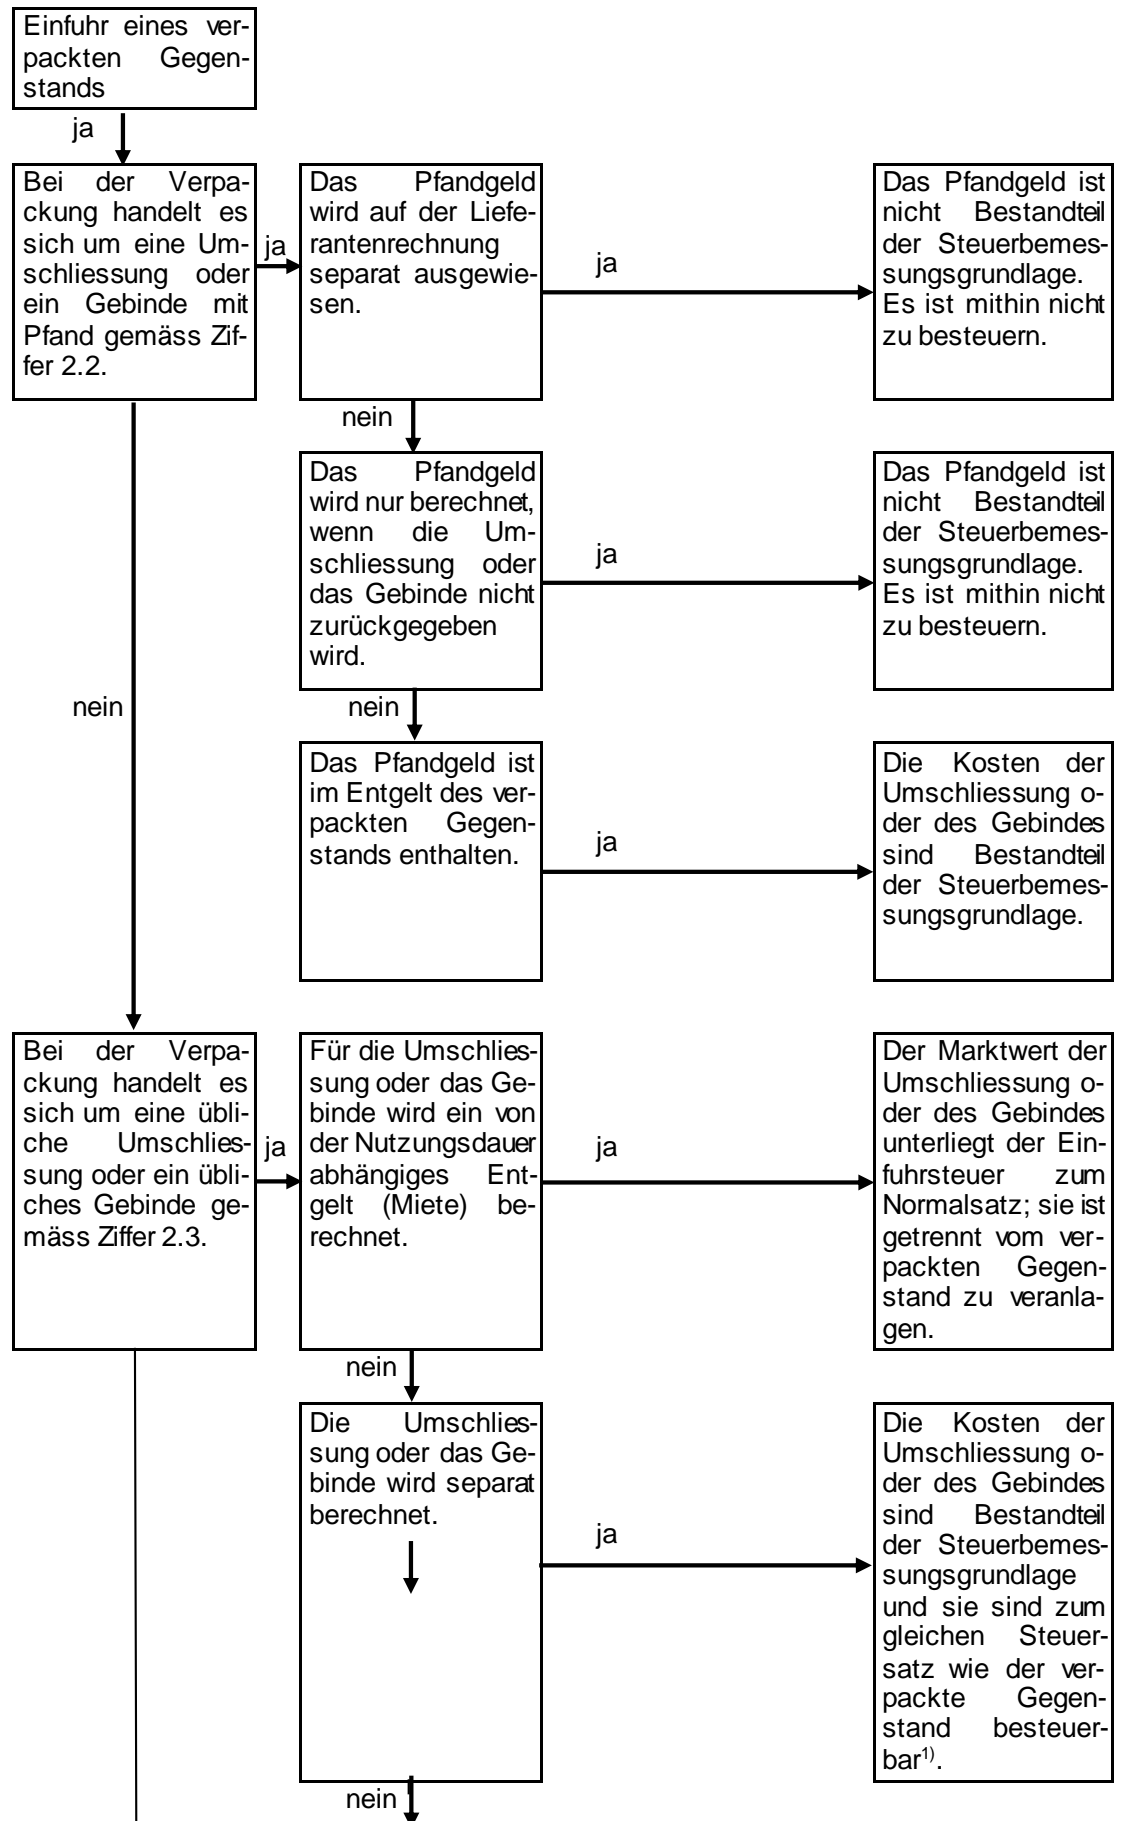 Einfuhr eines ver-
packten Gegen-
stands
ja
Bei der Verpa-
ckung handelt es
sich um eine Um-
schliessung oder
ein Gebinde mit
Pfand gemäss Zif-
fer 2.2.
ja
Das Pfandgeld
wird auf der Liefe-
rantenrechnung
separat ausgewie-
sen.
ja
Das Pfandgeld ist
nicht Bestandteil
der Steuerbemes-
sungsgrundlage.
Es ist mithin nicht
zu besteuern.
nein
Das Pfandgeld
wird nur berechnet,
wenn die Um-
schliessung oder
das Gebinde nicht
zurückgegeben
wird.
ja
Das Pfandgeld ist
nicht Bestandteil
der Steuerbemes-
sungsgrundlage.
Es ist mithin nicht
zu besteuern.
nein
nein
Das Pfandgeld ist
im Entgelt des ver-
packten Gegen-
stands enthalten.
ja
Die Kosten der
Umschliessung o-
der des Gebindes
sind Bestandteil
der Steuerbemes-
sungsgrundlage.
Bei der Verpa-
ckung handelt es
sich um eine übli-
che Umschlies-
sung oder ein übli-
ches Gebinde ge-
mäss Ziffer 2.3.
ja
Für die Umschlies-
sung oder das Ge-
binde wird ein von
der Nutzungsdauer
abhängiges Ent-
gelt (Miete) be-
rechnet.
ja
Der Marktwert der
Umschliessung o-
der des Gebindes
unterliegt der Ein-
fuhrsteuer zum
Normalsatz; sie ist
getrennt vom ver-
packten Gegen-
stand zu veranla-
gen.
nein
Die Umschlies-
sung oder das Ge-
binde wird separat
berechnet.
ja
Die Kosten der
Umschliessung o-
der des Gebindes
sind Bestandteil
der Steuerbemes-
sungsgrundlage
und sie sind zum
gleichen Steuer-
satz wie der ver-
packte Gegen-
stand besteuer-
bar1).
nein